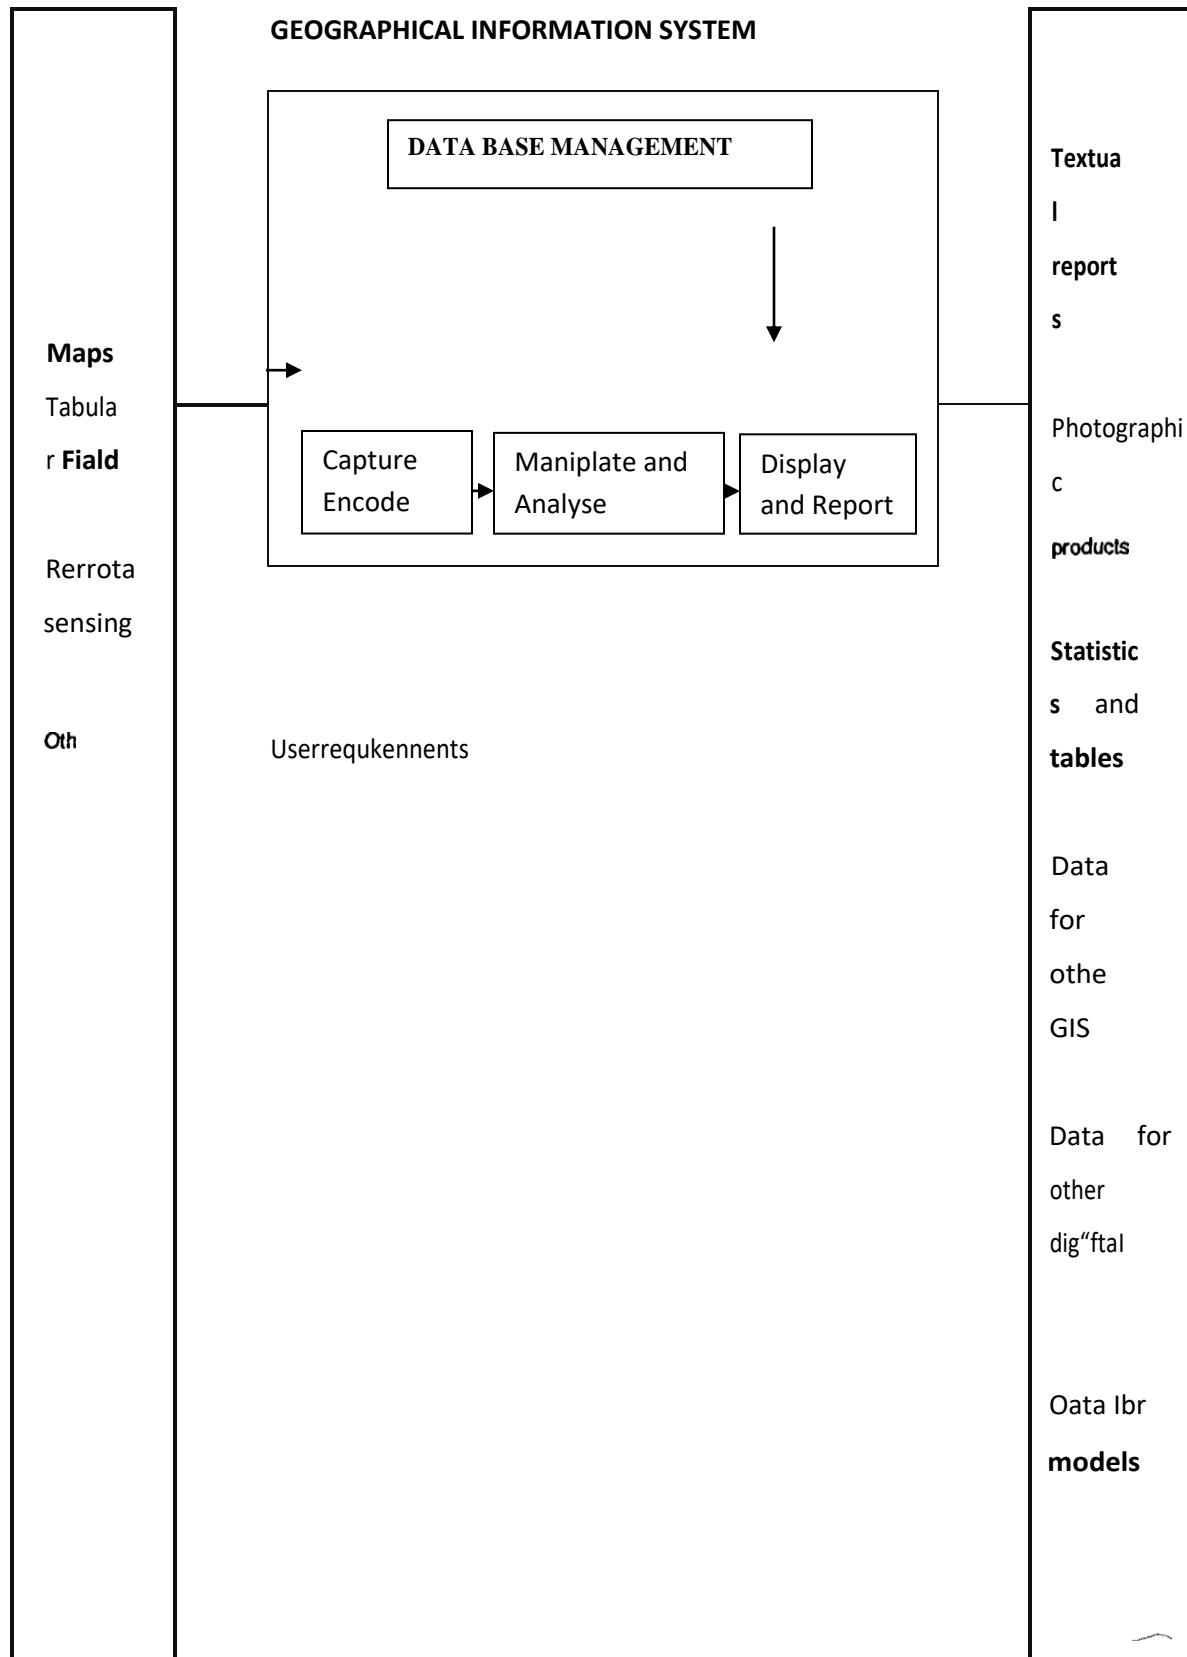 GEOGRAPHICAL INFORMATION SYSTEM
DATA BASE MANAGEMENT
Maps
Tabula
r Fiald
Rerrota
sensing
Oth
Capture
Encode
Maniplate and
Analyse
Display
and Report
Userrequkennents
Textua
l
report
s
Photographi
c
products
Statistic
s and
tables
Data
for
othe
GIS
Data for
other
dig“ftal
Oata Ibr
models